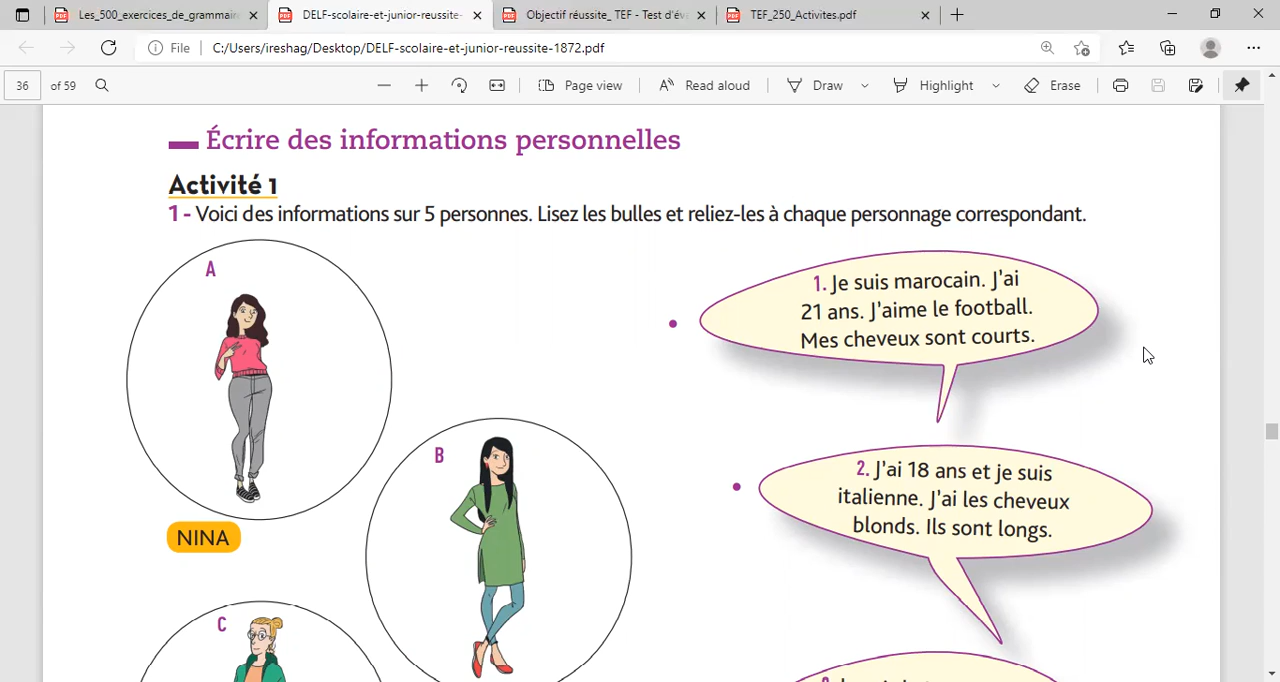 Les_500_exercices_de_grammair
DELF-scolaire-et-junior-reussite-
Objectif réussite_ TEF - Test d'év
TEF_250_Activites.pdf
File
C:/Users/ireshag/Desktop/DELF-scolaire-et-junior-reussite-1872.pdf
36 of 59
Page view
Read aloud
Draw
Highlight
Erase
Écrire des informations personnelles
Activité 1
1 - Voici des informations sur 5 personnes. Lisez les bulles et reliez-les à chaque personnage correspondant.
A
NINA
B
C
1. Je suis marocain. J'ai
21 ans. J'aime le football.
Mes cheveux sont courts.
2. J'ai 18 ans et je suis
italienne. J'ai les cheveux
blonds. Ils sont longs.